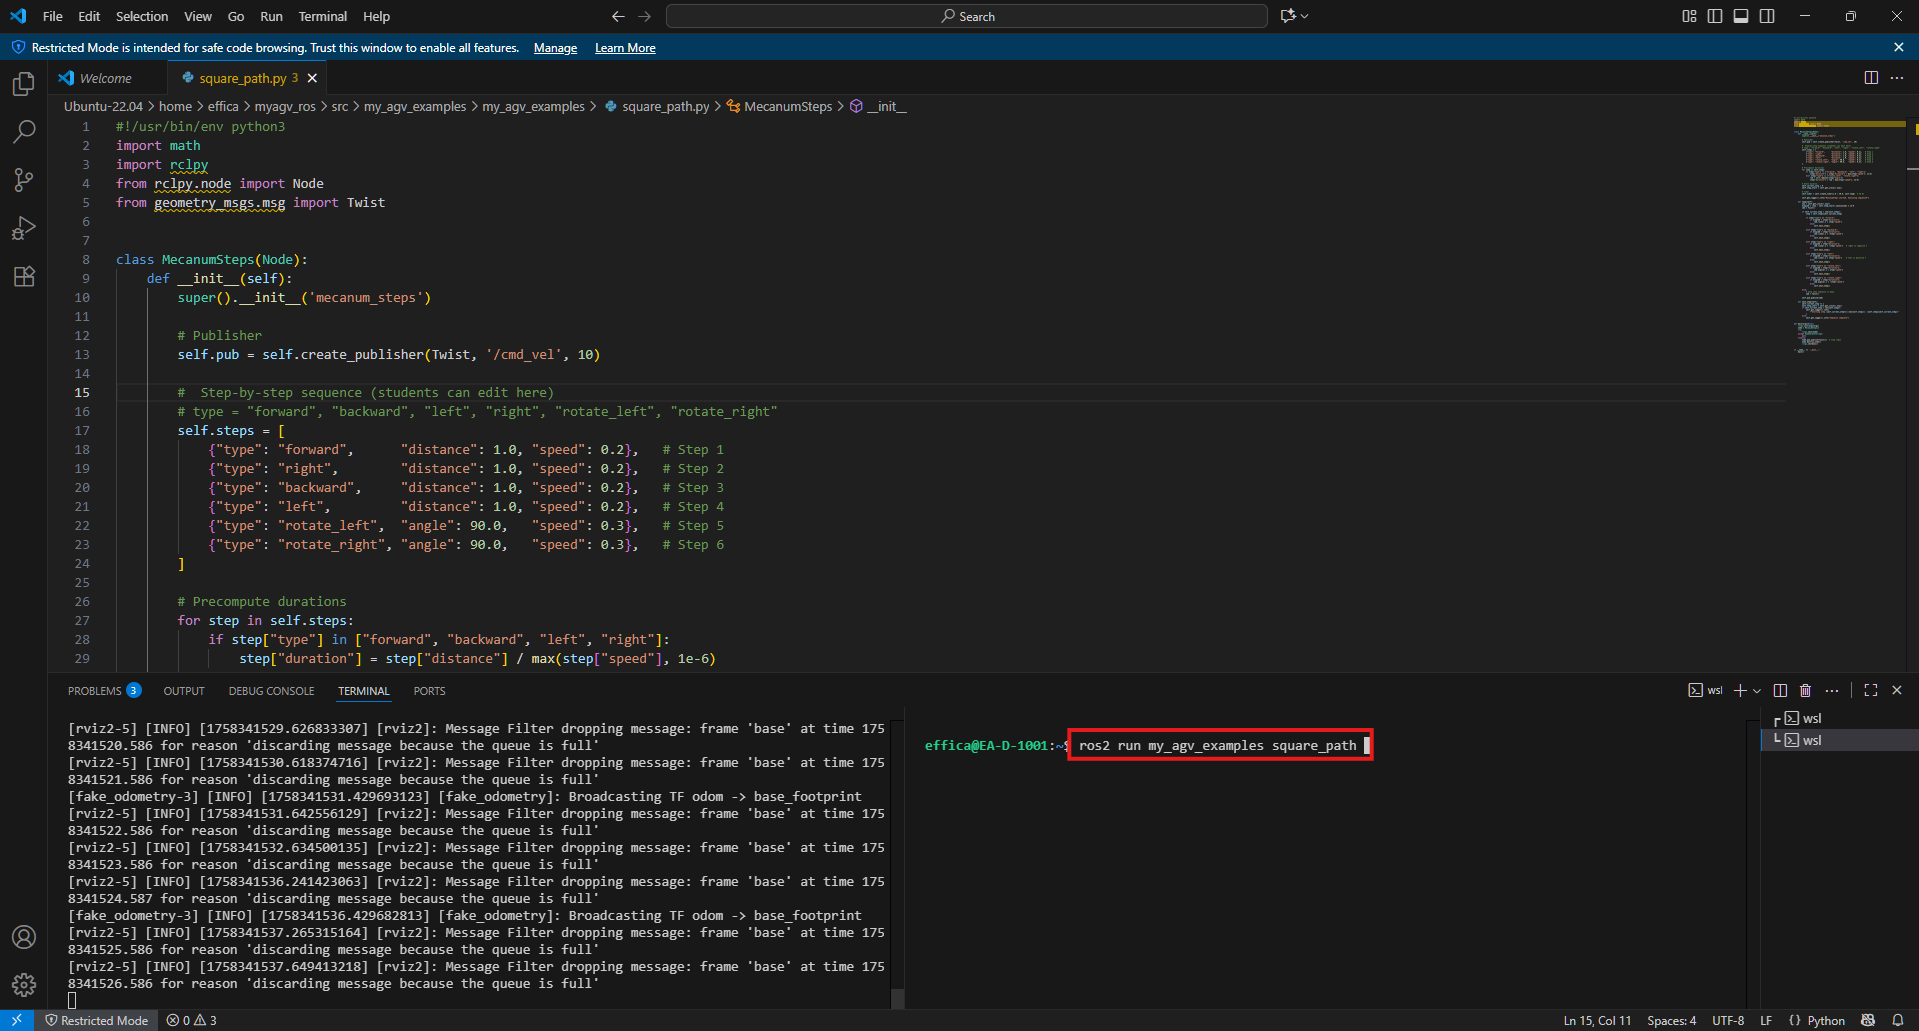 File Edit Selection View Go Run Terminal Help
Search
Restricted Mode is intended for safe code browsing. Trust this window to enable all features. Manage Learn More
Welcome
square_path.py 3
Ubuntu-22.04 > home > effica > myagv_ros > src > my_agv_examples > my_agv_examples > square_path.py > MecanumSteps > __init__
1 #!/usr/bin/env python3
2 import math
3 import rclpy
4 from rclpy.node import Node
5 from geometry_msgs.msg import Twist
6
7
8 class MecanumSteps(Node):
9 def __init__(self):
10 super().__init__('mecanum_steps')
11
12 # Publisher
13 self.pub = self.create_publisher(Twist, '/cmd_vel', 10)
14
15 #  Step-by-step sequence (students can edit here)
16 # type = "forward", "backward", "left", "right", "rotate_left", "rotate_right"
17 self.steps = [
18 {"type": "forward",      "distance": 1.0, "speed": 0.2},   # Step 1
19 {"type": "right",        "distance": 1.0, "speed": 0.2},   # Step 2
20 {"type": "backward",     "distance": 1.0, "speed": 0.2},   # Step 3
21 {"type": "left",         "distance": 1.0, "speed": 0.2},   # Step 4
22 {"type": "rotate_left",  "angle": 90.0,   "speed": 0.3},   # Step 5
23 {"type": "rotate_right", "angle": 90.0,   "speed": 0.3},   # Step 6
24 ]
25
26 # Precompute durations
27 for step in self.steps:
28 if step["type"] in ["forward", "backward", "left", "right"]:
29 step["duration"] = step["distance"] / max(step["speed"], 1e-6)
PROBLEMS 3 OUTPUT DEBUG CONSOLE TERMINAL PORTS
wsl
[rviz2-5] [INFO] [1758341529.626833307] [rviz2]: Message Filter dropping message: frame 'base' at time 175
8341520.586 for reason 'discarding message because the queue is full'
[rviz2-5] [INFO] [1758341530.618374716] [rviz2]: Message Filter dropping message: frame 'base' at time 175
8341521.586 for reason 'discarding message because the queue is full'
[fake_odometry-3] [INFO] [1758341531.429693123] [fake_odometry]: Broadcasting TF odom -> base_footprint
[rviz2-5] [INFO] [1758341531.642556129] [rviz2]: Message Filter dropping message: frame 'base' at time 175
8341522.586 for reason 'discarding message because the queue is full'
[rviz2-5] [INFO] [1758341532.634500135] [rviz2]: Message Filter dropping message: frame 'base' at time 175
8341523.586 for reason 'discarding message because the queue is full'
[rviz2-5] [INFO] [1758341536.241423063] [rviz2]: Message Filter dropping message: frame 'base' at time 175
8341524.587 for reason 'discarding message because the queue is full'
[fake_odometry-3] [INFO] [1758341536.429682813] [fake_odometry]: Broadcasting TF odom -> base_footprint
[rviz2-5] [INFO] [1758341537.265315164] [rviz2]: Message Filter dropping message: frame 'base' at time 175
8341525.586 for reason 'discarding message because the queue is full'
[rviz2-5] [INFO] [1758341537.649413218] [rviz2]: Message Filter dropping message: frame 'base' at time 175
8341526.586 for reason 'discarding message because the queue is full'
effica@EA-D-1001:~$ ros2 run my_agv_examples square_path
wsl
wsl
Restricted Mode 0 3
Ln 15, Col 11 Spaces: 4 UTF-8 LF {} Python